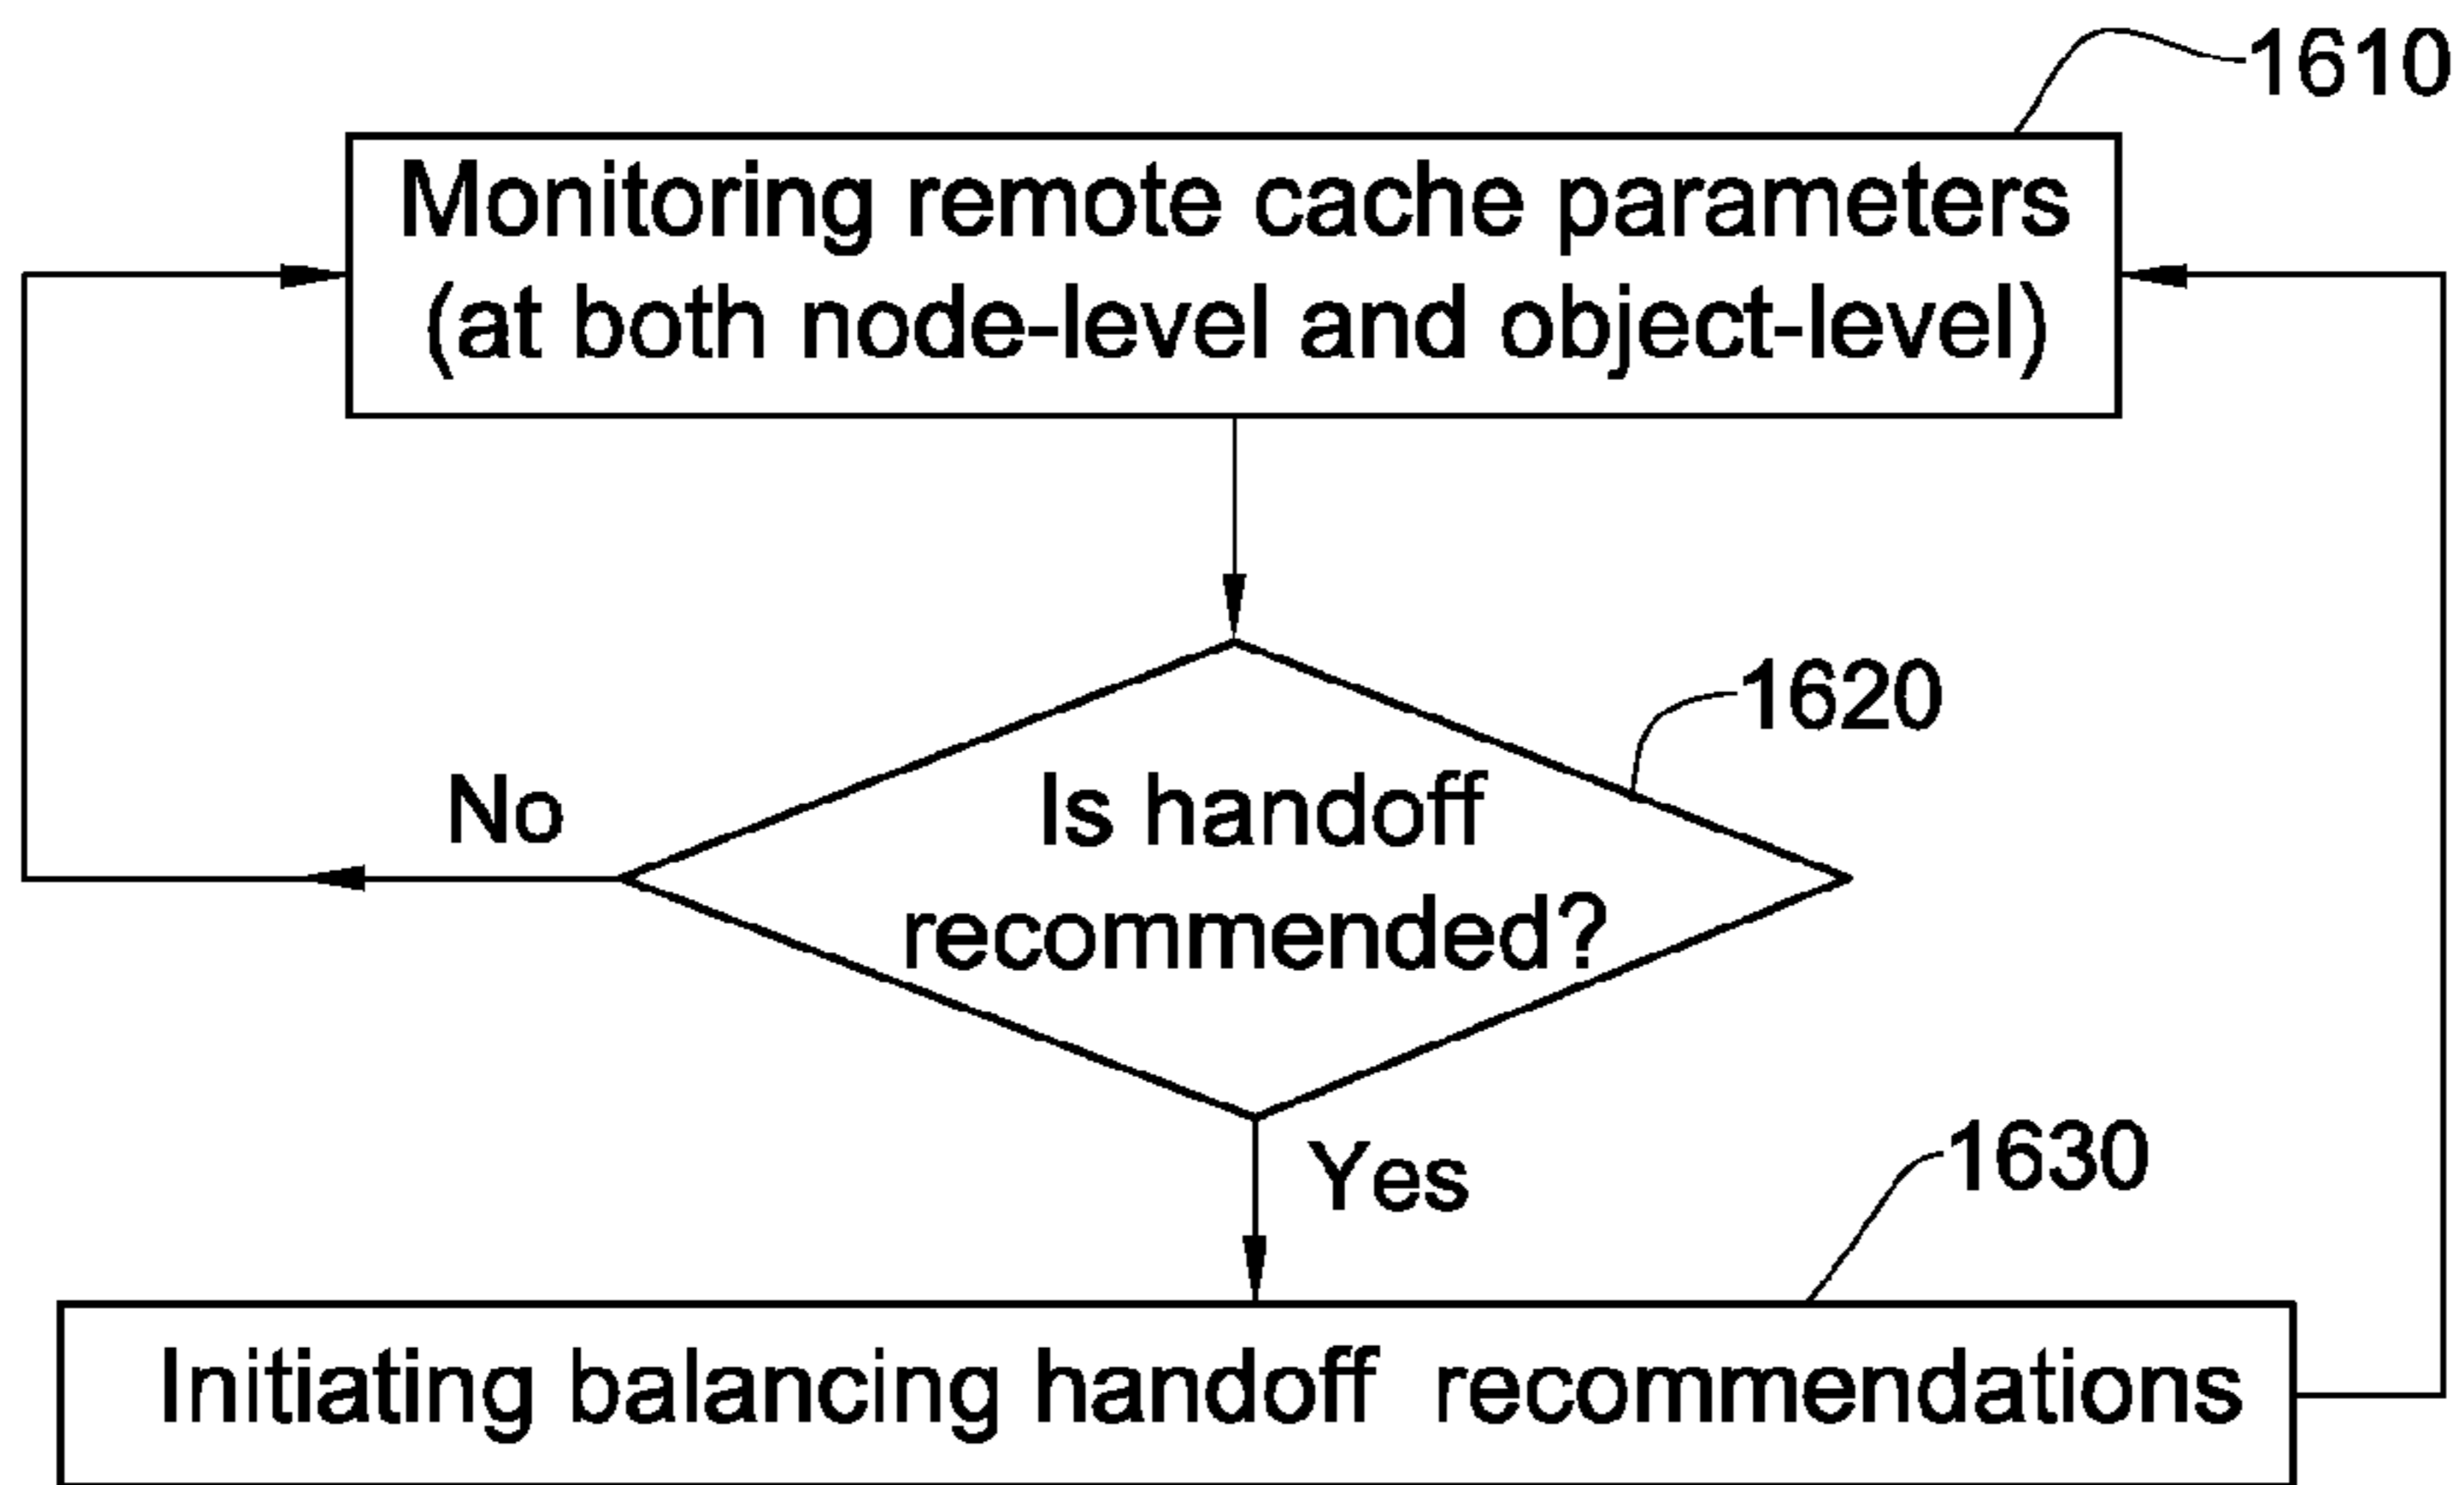 1610
Monitoring remote cache parameters
(at both node-level and object-level)
1620
No
Is handoff
recommended?
Yes
1630
Initiating balancing handoff recommendations